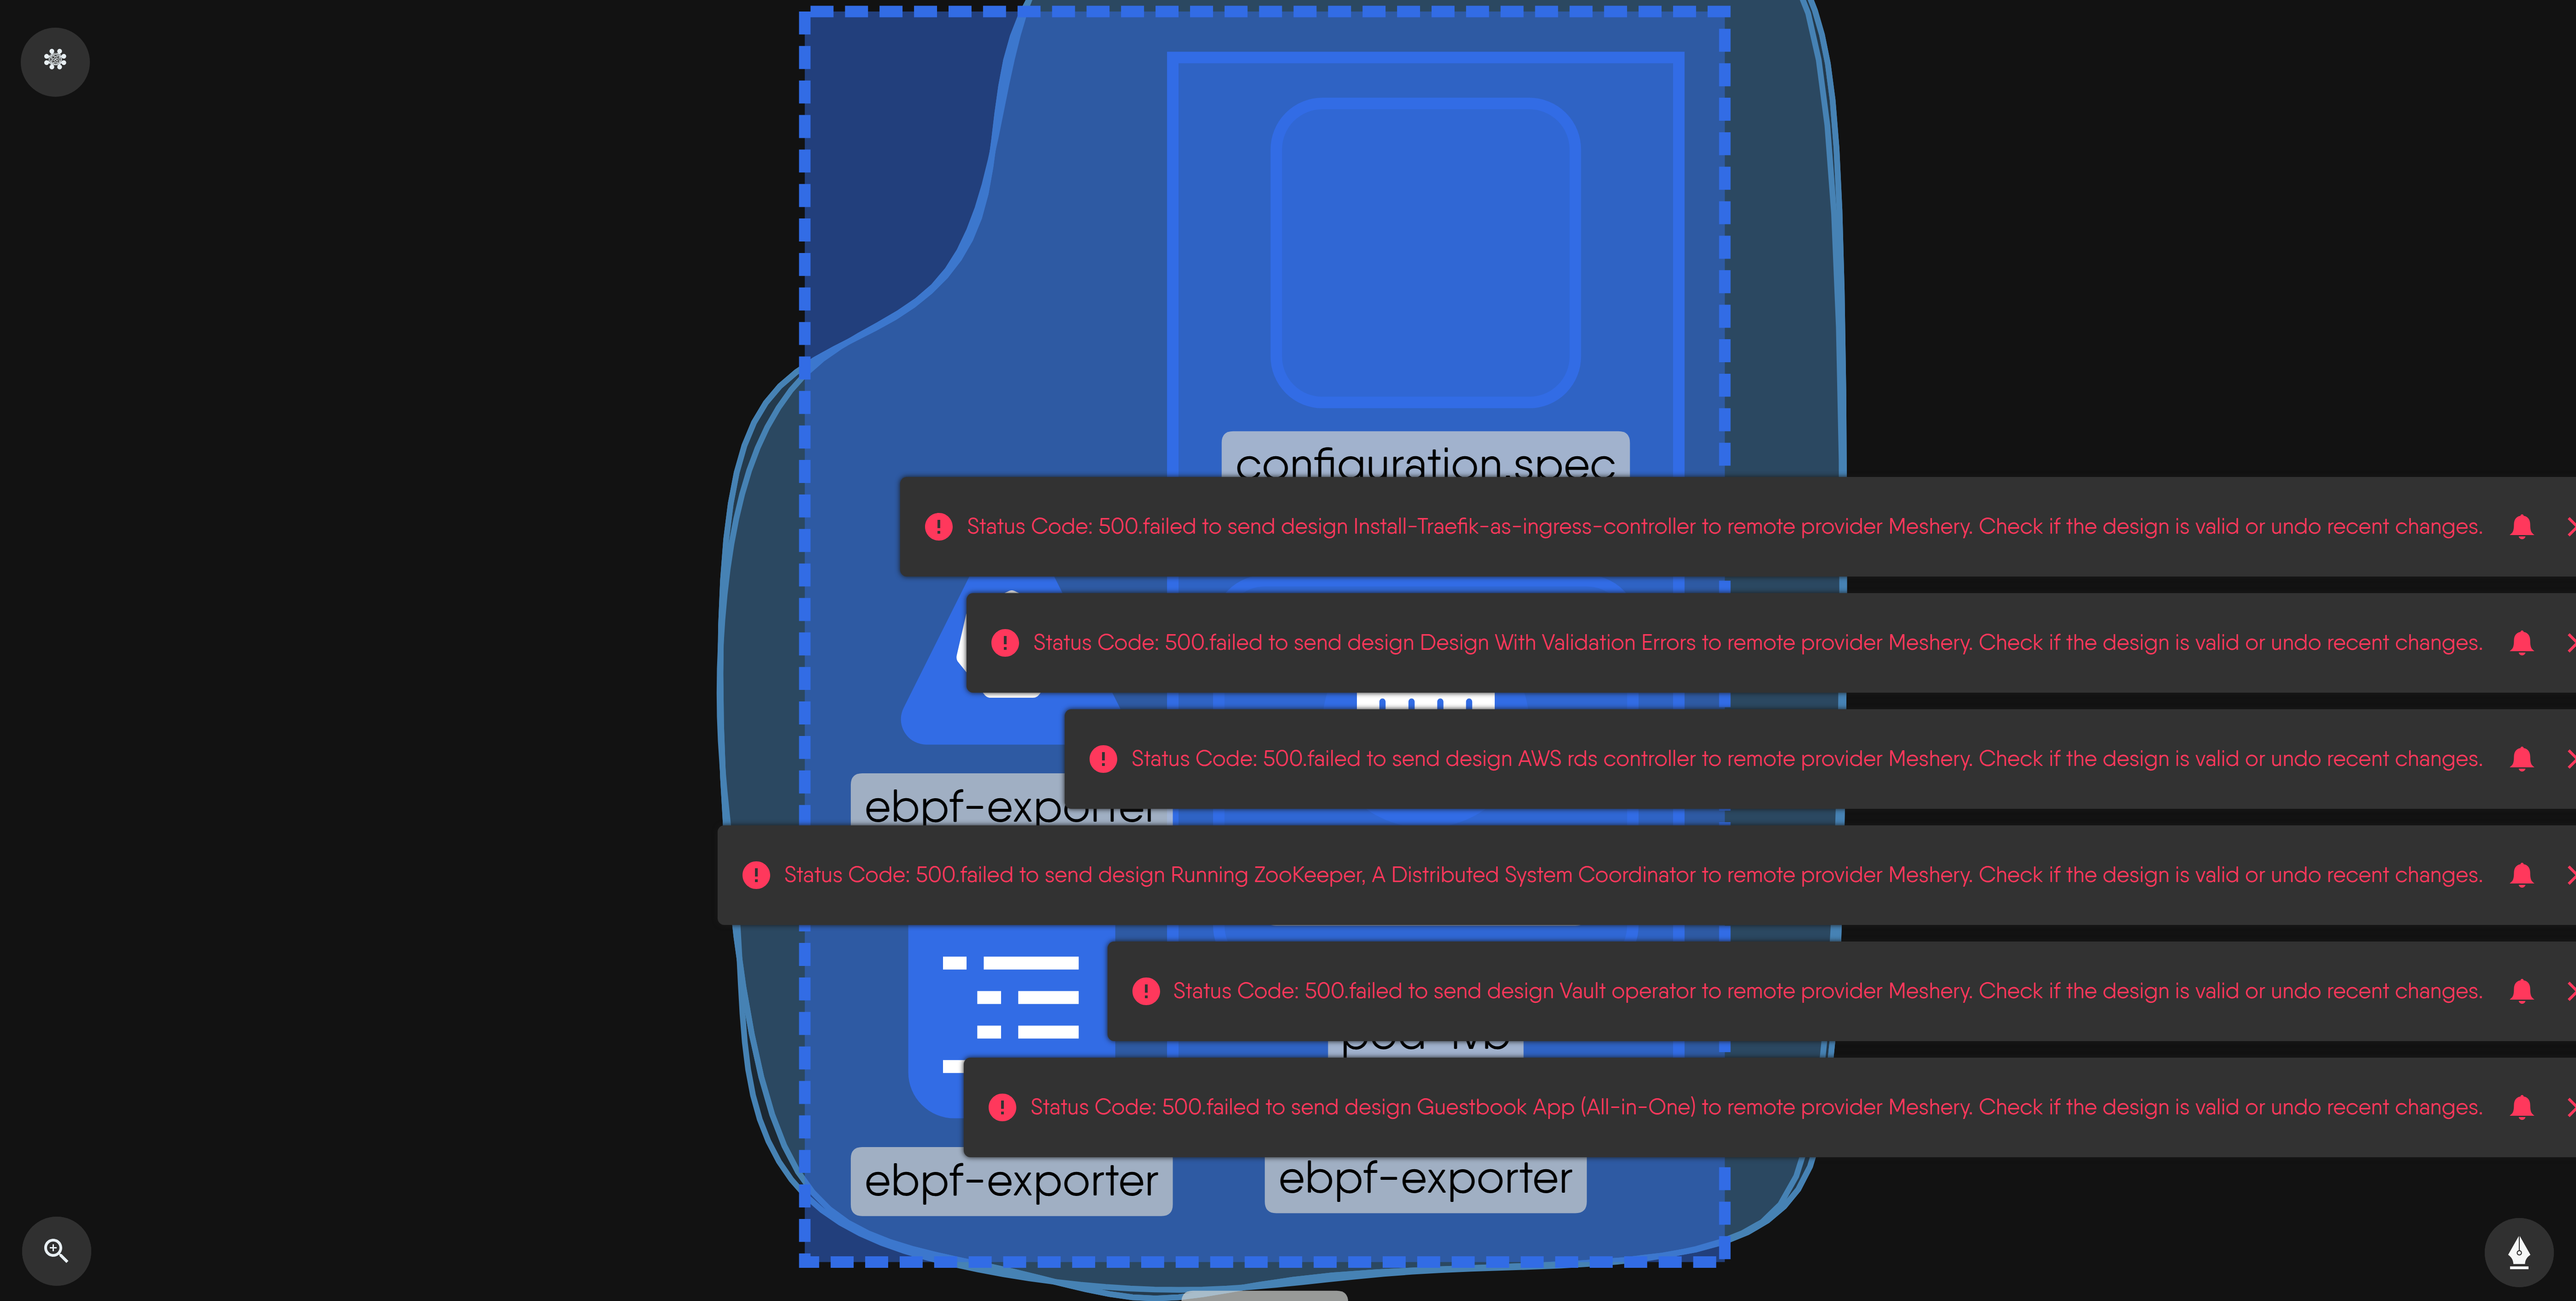 configuration.spec
Status Code: 500.failed to send design Install-Traefik-as-ingress-controller to remote provider Meshery. Check if the design is valid or undo recent changes.
Status Code: 500.failed to send design Design With Validation Errors to remote provider Meshery. Check if the design is valid or undo recent changes.
Status Code: 500.failed to send design AWS rds controller to remote provider Meshery. Check if the design is valid or undo recent changes.
ebpf-exporter
Status Code: 500.failed to send design Running ZooKeeper, A Distributed System Coordinator to remote provider Meshery. Check if the design is valid or undo recent changes.
Status Code: 500.failed to send design Vault operator to remote provider Meshery. Check if the design is valid or undo recent changes.
Status Code: 500.failed to send design Guestbook App (All-in-One) to remote provider Meshery. Check if the design is valid or undo recent changes.
ebpf-exporter
ebpf-exporter